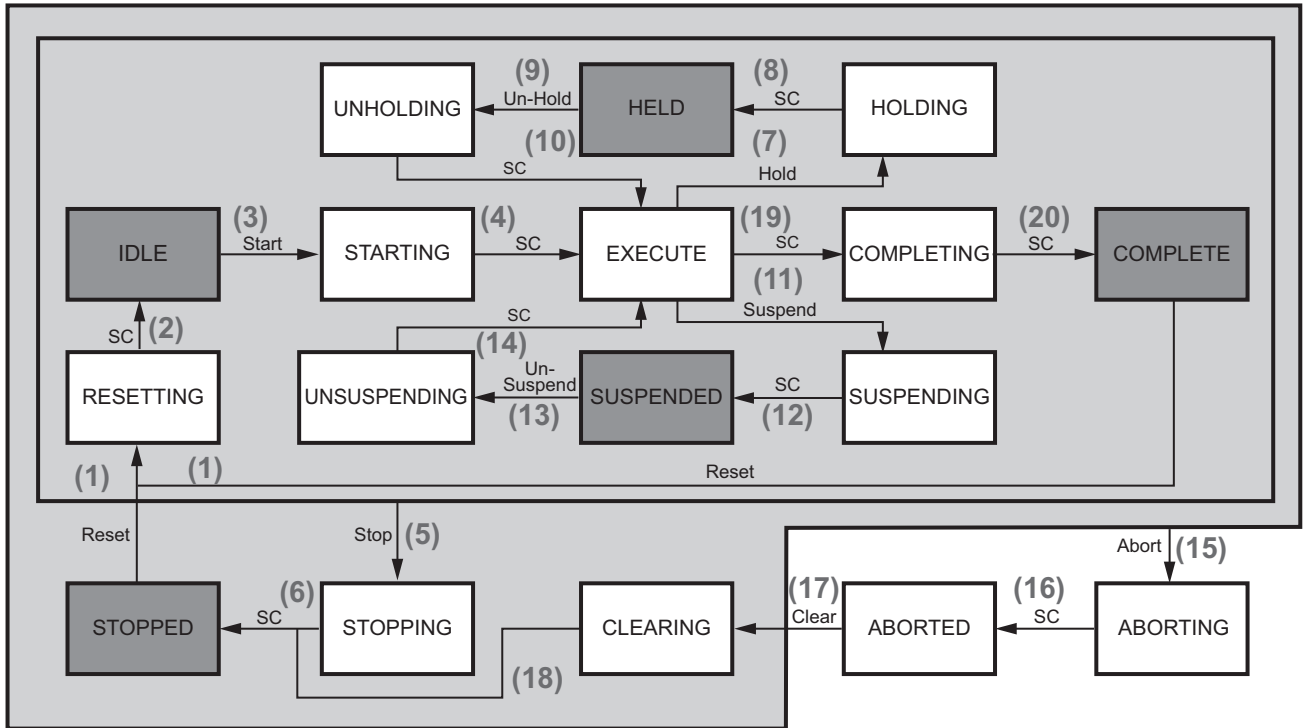 (9)
(8)
UNHOLDING
Un-Hold
HELD
SC
HOLDING
(10)
(7)
SC
Hold
(3)
(4)
(19)
(20)
IDLE
Start
STARTING
SC
EXECUTE
SC
COMPLETING
SC
COMPLETE
(11)
SC
Suspend
SC
(2)
(14)
RESETTING
UNSUSPENDING
Un-
Suspend
SUSPENDED
SC
SUSPENDING
(13)
(12)
(1)
(1)
Reset
Reset
Stop
(5)
Abort
(15)
(6)
(17)
(16)
STOPPED
SC
STOPPING
CLEARING
Clear
ABORTED
SC
ABORTING
(18)